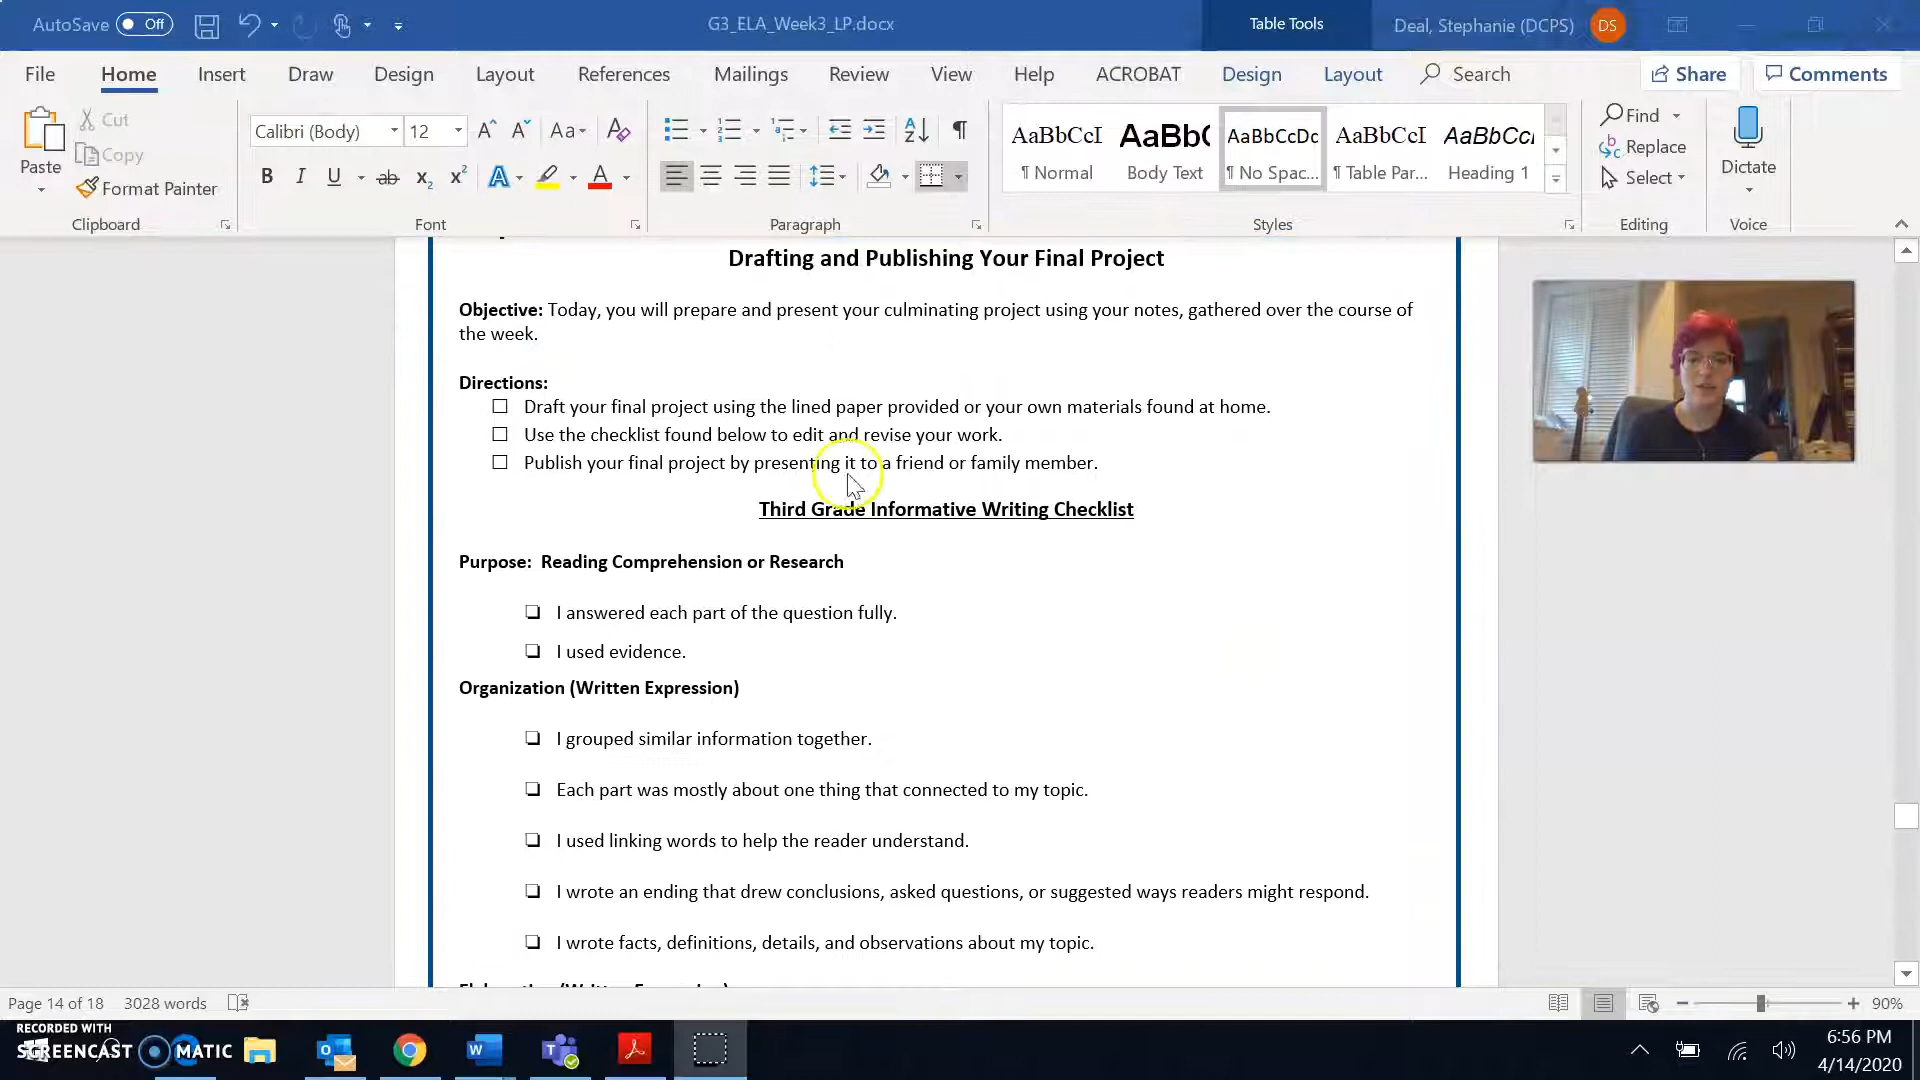 AutoSave Off G3_ELA_Week3_LP.docx Table Tools Deal, Stephanie (DCPS) DS
File Home Insert Draw Design Layout References Mailings Review View Help ACROBAT Design Layout Search Share Comments
Paste Cut Copy Format Painter
Clipboard
Calibri (Body) 12
Font
Paragraph
AaBbCcI AaBb( AaBbCcDc AaBbCcI AaBbCcI
¶ Normal Body Text ¶ No Spac... ¶ Table Par... Heading 1
Styles
Find
Replace
Select
Editing
Dictate
Voice
Drafting and Publishing Your Final Project
Objective: Today, you will prepare and present your culminating project using your notes, gathered over the course of
the week.
Directions:
☐ Draft your final project using the lined paper provided or your own materials found at home.
☐ Use the checklist found below to edit and revise your work.
☐ Publish your final project by presenting it to a friend or family member.
Third Grade Informative Writing Checklist
Purpose: Reading Comprehension or Research
❏ I answered each part of the question fully.
❏ I used evidence.
Organization (Written Expression)
❏ I grouped similar information together.
❏ Each part was mostly about one thing that connected to my topic.
❏ I used linking words to help the reader understand.
❏ I wrote an ending that drew conclusions, asked questions, or suggested ways readers might respond.
❏ I wrote facts, definitions, details, and observations about my topic.
Page 14 of 18 3028 words 90%
RECORDED WITH
SCREENCAST MATIC
6:56 PM
4/14/2020